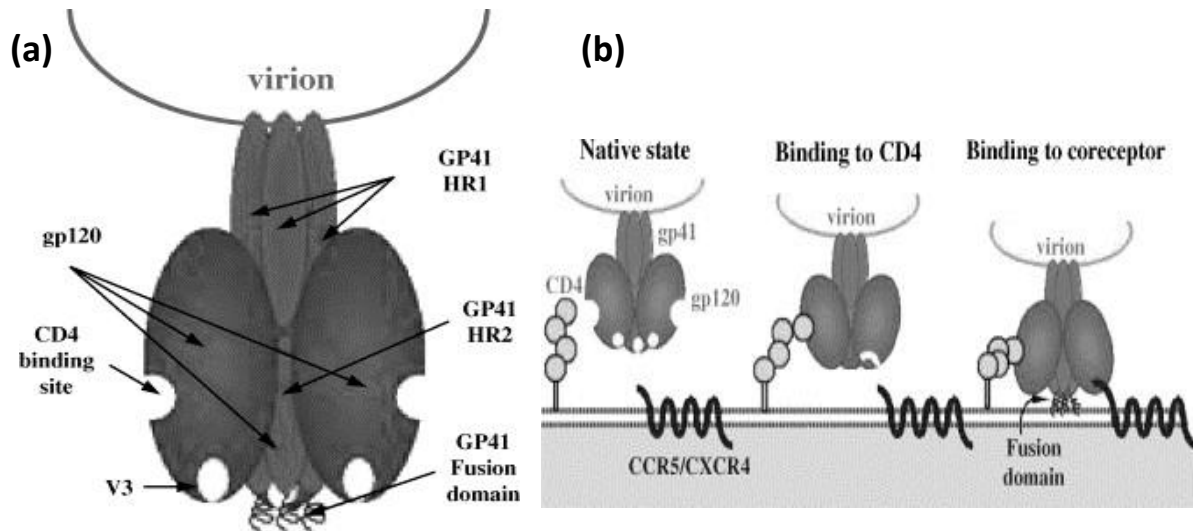 (a)
virion
GP41
HR1
gp120
GP41
HR2
CD4
binding
site
GP41
Fusion
domain
V3
(b)
Native state
Binding to CD4
Binding to coreceptor
virion
virion
virion
gp41
CD4
gp120
CCR5/CXCR4
Fusion
domain